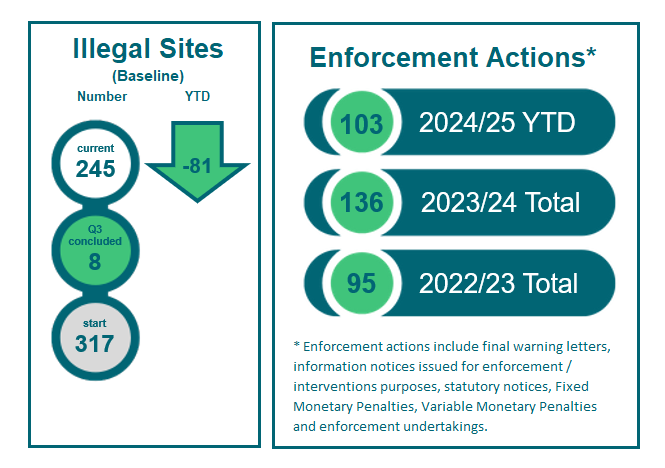 Illegal Sites
(Baseline)
Number YTD
current
245
-81
Q3
concluded
8
start
317
Enforcement Actions*
103 2024/25 YTD
136 2023/24 Total
95 2022/23 Total
* Enforcement actions include final warning letters,
information notices issued for enforcement /
interventions purposes, statutory notices, Fixed
Monetary Penalties, Variable Monetary Penalties
and enforcement undertakings.